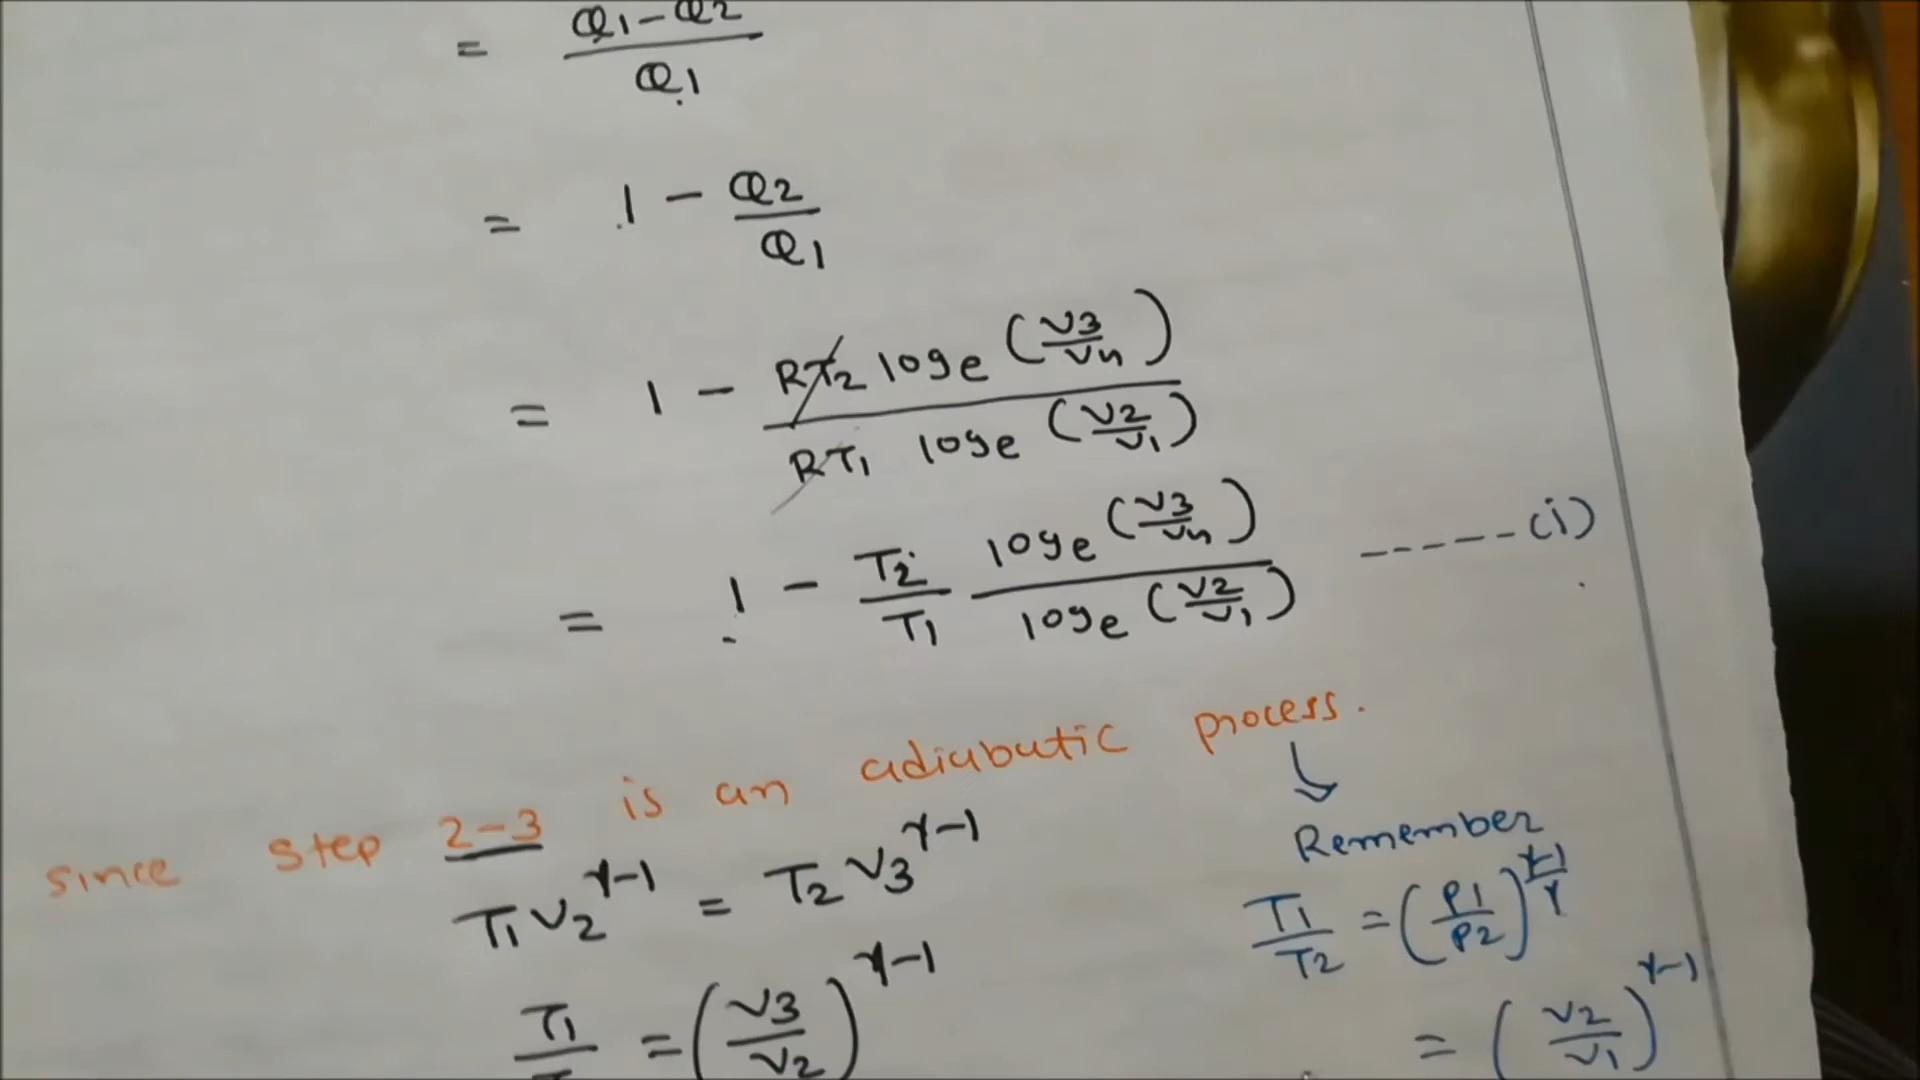 = Q1-Q2 / Q1
= 1 - Q2 / Q1
= 1 - RT2 loge (V3/V4) / RT1 loge (V2/V1)
= 1 - T2/T1 loge (V3/V4) / loge (V2/V1) ------(i)
since step 2-3 is an adiabatic process.
↓
Remember
T1V2^γ-1 = T2V3^γ-1
T1/T2 = (P1/P2)^γ-1/γ
T1 = (V3/V2)^γ-1
= (V2/V1)^γ-1